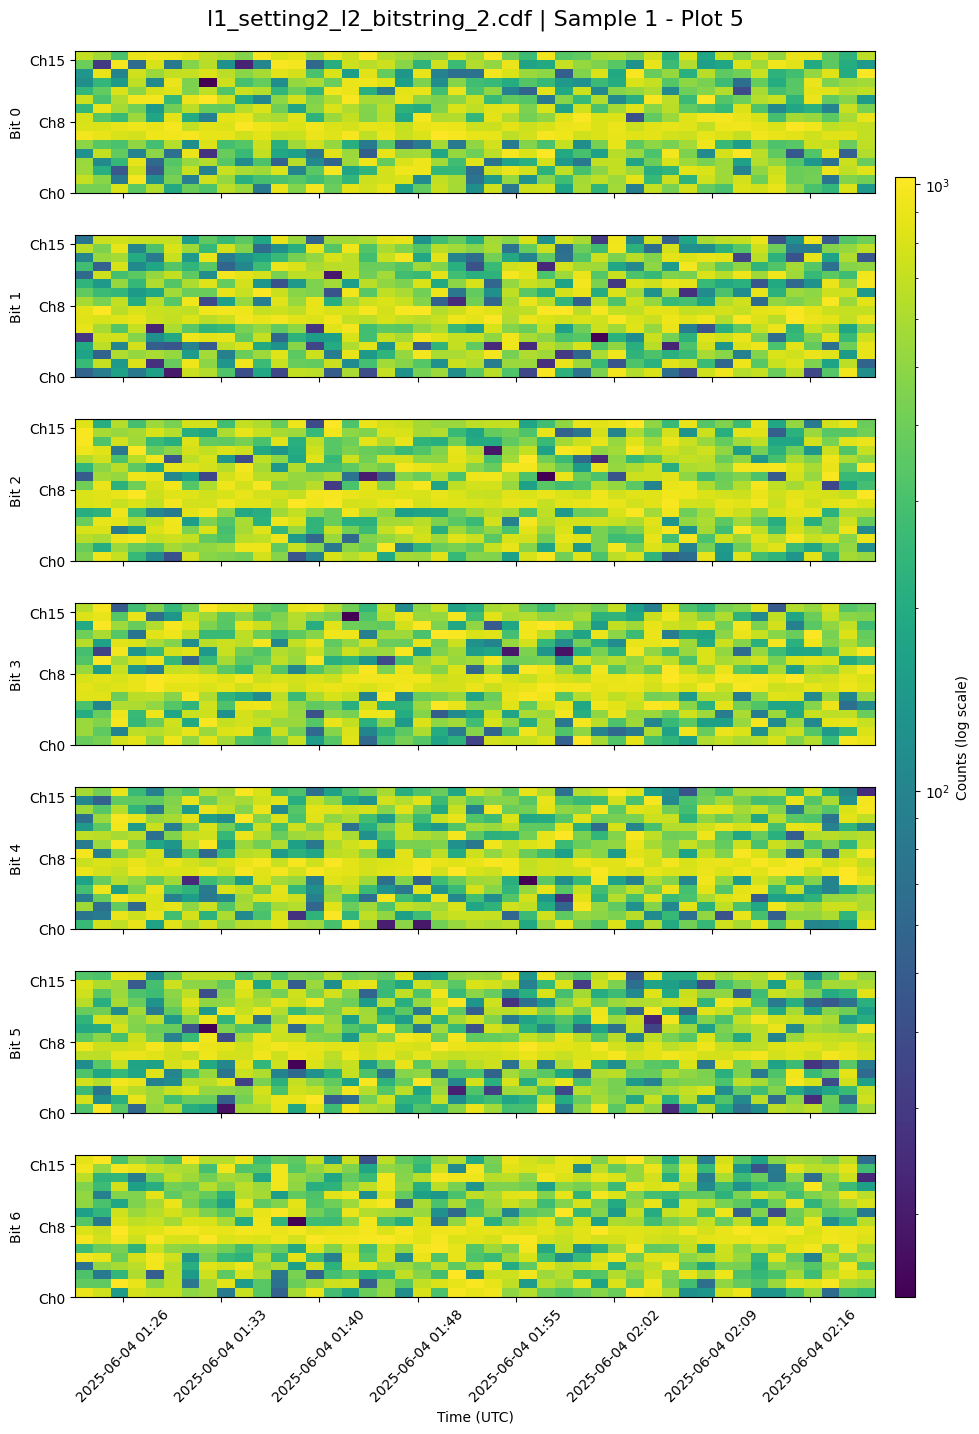 l1_setting2_l2_bitstring_2.cdf | Sample 1 - Plot 5
Bit 0
Ch15
Ch8
Ch0
Bit 1
Ch15
Ch8
Ch0
Bit 2
Ch15
Ch8
Ch0
Bit 3
Ch15
Ch8
Ch0
Bit 4
Ch15
Ch8
Ch0
Bit 5
Ch15
Ch8
Ch0
Bit 6
Ch15
Ch8
Ch0
2025-06-04 01:26
2025-06-04 01:33
2025-06-04 01:40
2025-06-04 01:48
2025-06-04 01:55
2025-06-04 02:02
2025-06-04 02:09
2025-06-04 02:16
Time (UTC)
10³
10²
Counts (log scale)